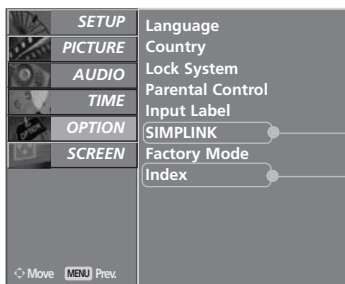 SETUP
PICTURE
AUDIO
TIME
OPTION
SCREEN
Language
Country
Lock System
Parental Control
Input Label
SIMPLINK
Factory Mode
Index
Move MENU Prev.